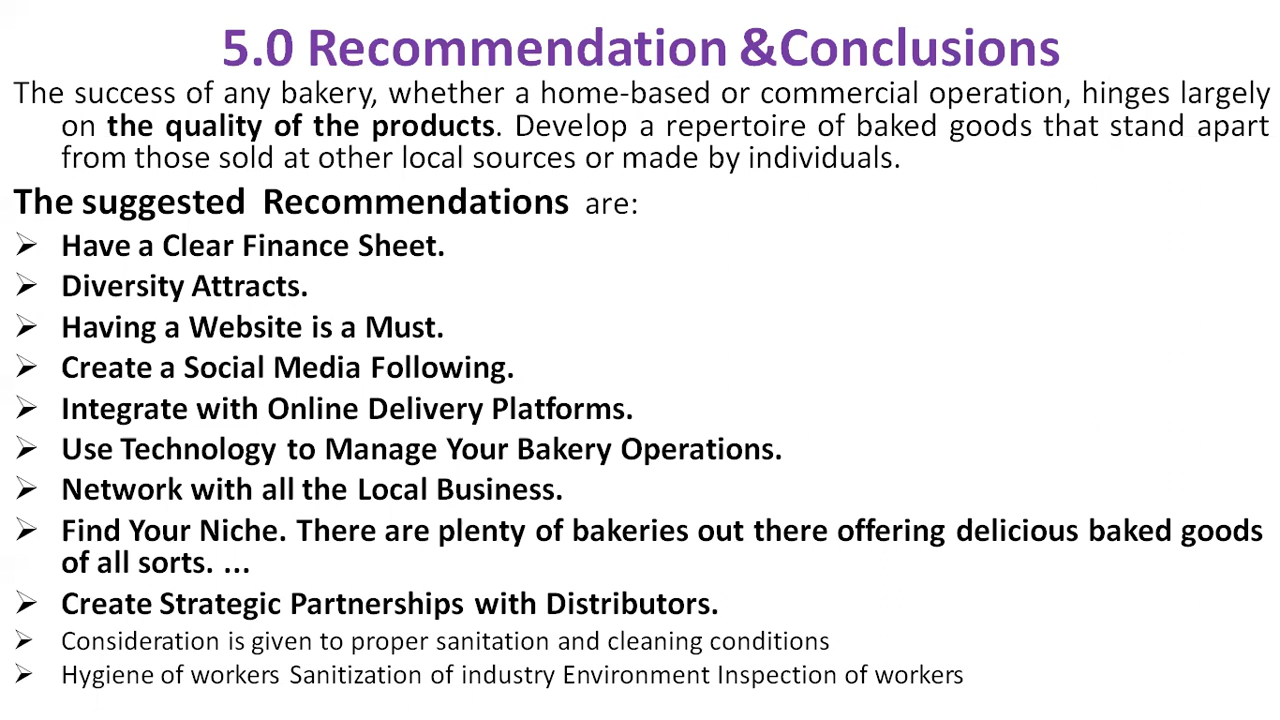 5.0 Recommendation &Conclusions
The success of any bakery, whether a home-based or commercial operation, hinges largely
on the quality of the products. Develop a repertoire of baked goods that stand apart
from those sold at other local sources or made by individuals.
The suggested Recommendations are:
➢ Have a Clear Finance Sheet.
➢ Diversity Attracts.
➢ Having a Website is a Must.
➢ Create a Social Media Following.
➢ Integrate with Online Delivery Platforms.
➢ Use Technology to Manage Your Bakery Operations.
➢ Network with all the Local Business.
➢ Find Your Niche. There are plenty of bakeries out there offering delicious baked goods
of all sorts. ...
➢ Create Strategic Partnerships with Distributors.
➢ Consideration is given to proper sanitation and cleaning conditions
➢ Hygiene of workers Sanitization of industry Environment Inspection of workers